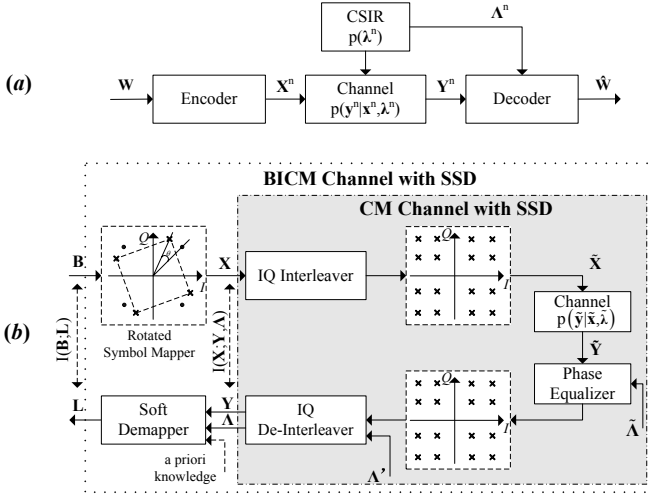 CSIR
p(λⁿ)
Λⁿ
(a)
W
Encoder
Xⁿ
Channel
p(yⁿ|xⁿ,λⁿ)
Yⁿ
Decoder
Ŵ
BICM Channel with SSD
CM Channel with SSD
(b)
B
Q
θ
I
Rotated
Symbol Mapper
X
IQ Interleaver
Q
I
X̃
Channel
p(ỹ|x̃,λ̃)
Ỹ
I(B;L)
I(X;Y,Λ)
L
Soft
Demapper
Y
Λ
IQ
De-Interleaver
Q
I
Phase
Equalizer
a priori
knowledge
Λ'
Λ̃